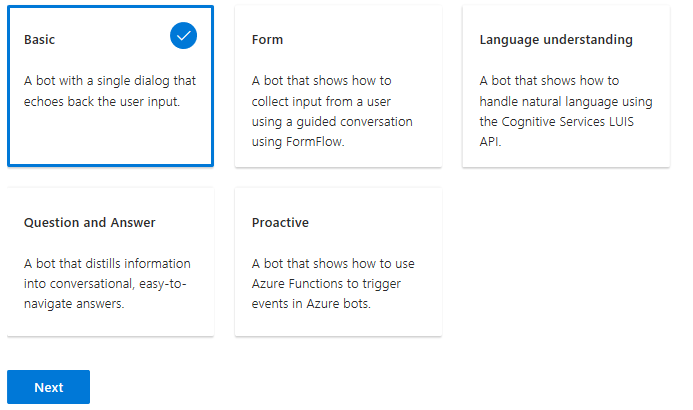 Basic
A bot with a single dialog that
echoes back the user input.
Form
A bot that shows how to
collect input from a user
using a guided conversation
using FormFlow.
Language understanding
A bot that shows how to
handle natural language using
the Cognitive Services LUIS
API.
Question and Answer
A bot that distills information
into conversational, easy-to-
navigate answers.
Proactive
A bot that shows how to use
Azure Functions to trigger
events in Azure bots.
Next